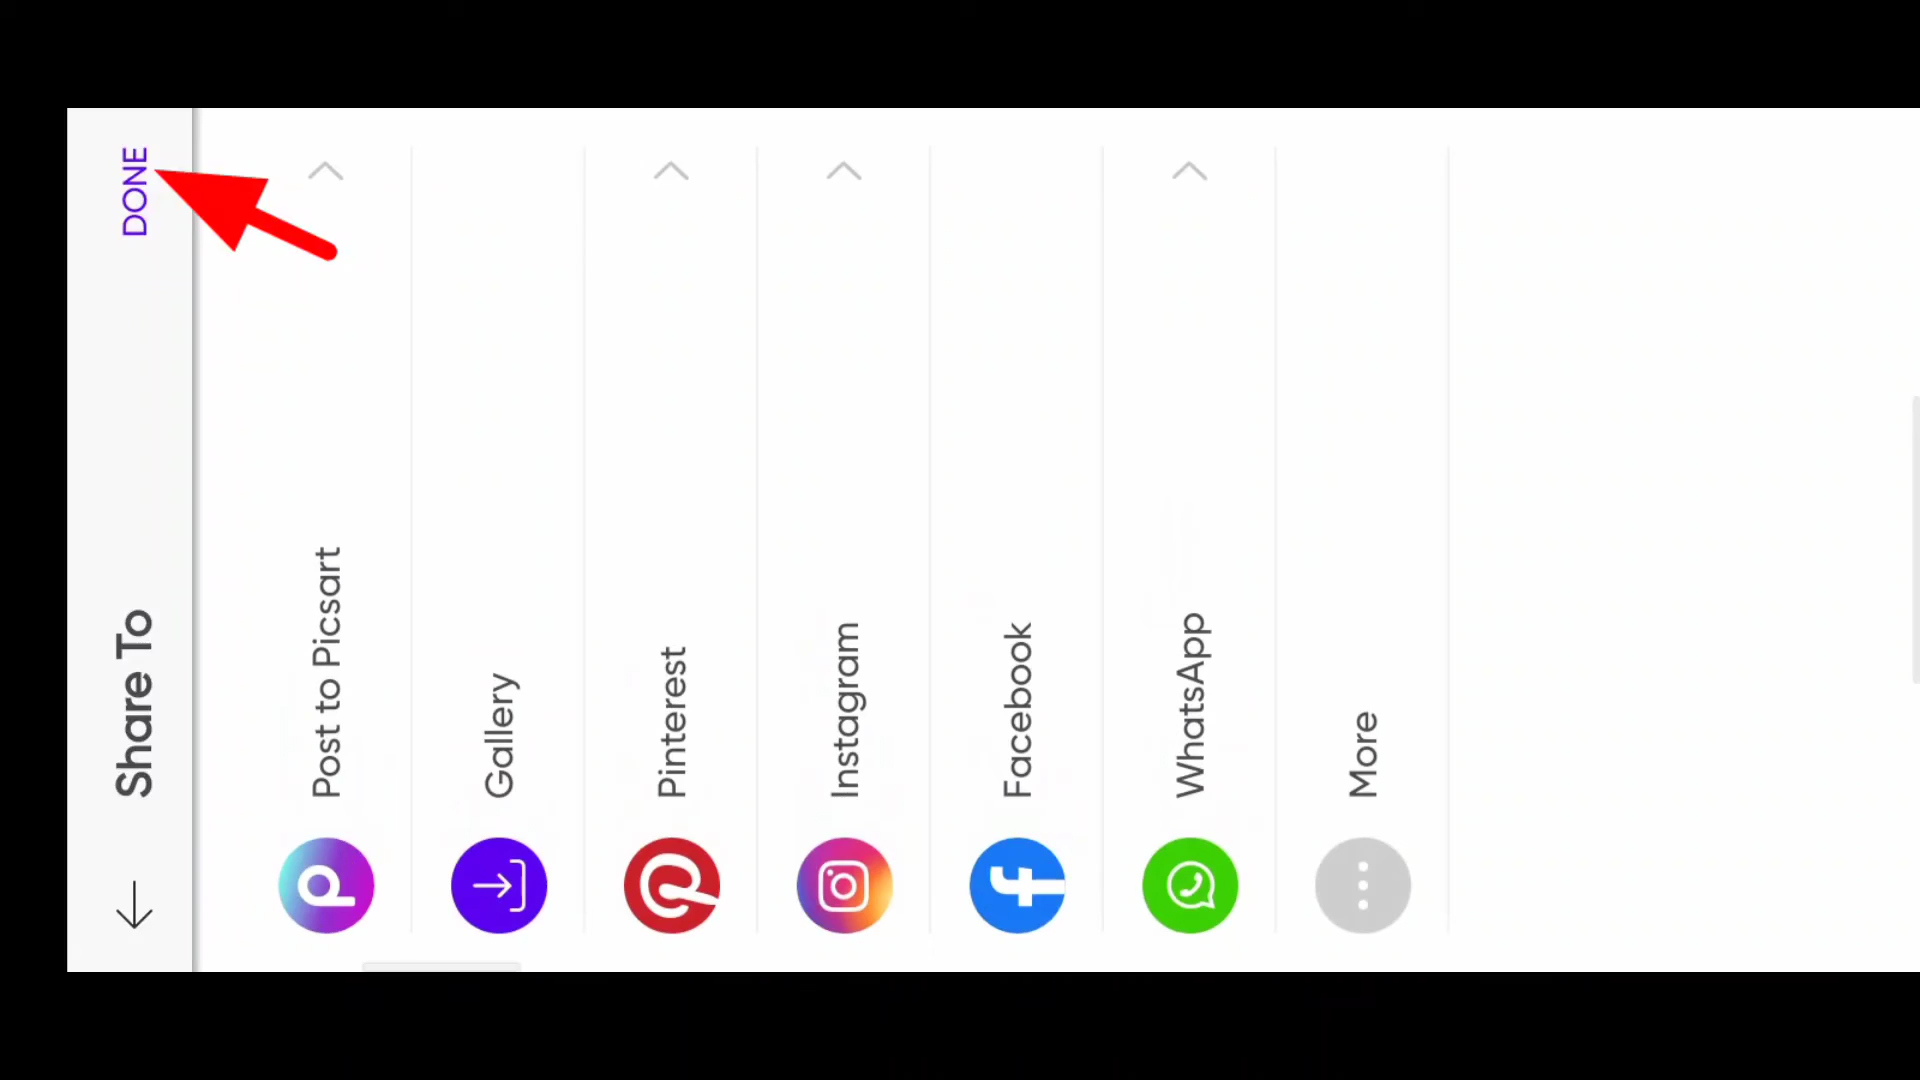 Share To
DONE
Post to Picsart
Gallery
Pinterest
Instagram
Facebook
WhatsApp
More